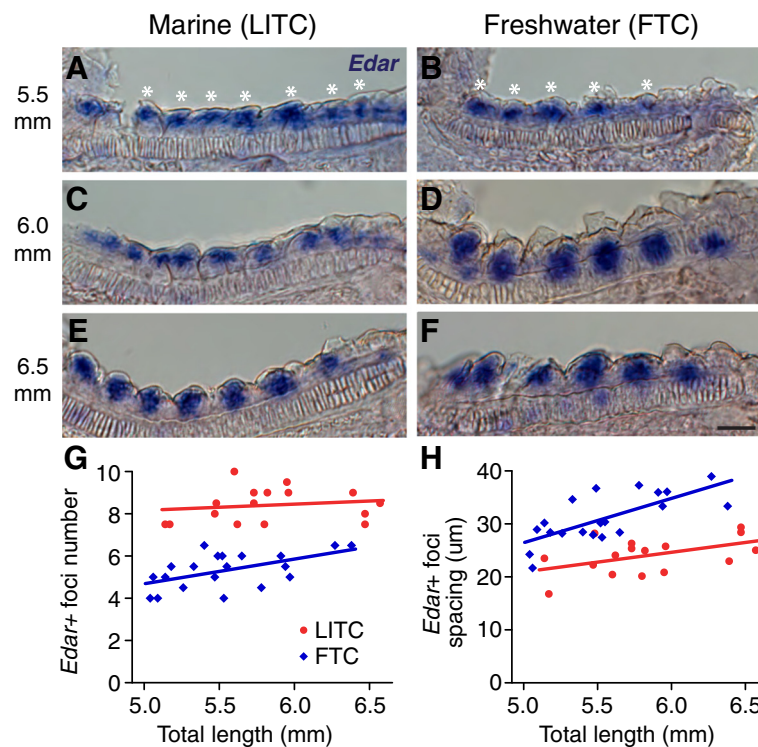 Marine (LITC)
Freshwater (FTC)
5.5 mm
A
* * * * * * *
Edar
B
* * * * *
6.0 mm
C
D
6.5 mm
E
F
G
Edar+ foci number
10
8
6
4
2
0
LITC
FTC
5.0 5.5 6.0 6.5
Total length (mm)
H
Edar+ foci
spacing (um)
40
30
20
10
0
5.0 5.5 6.0 6.5
Total length (mm)